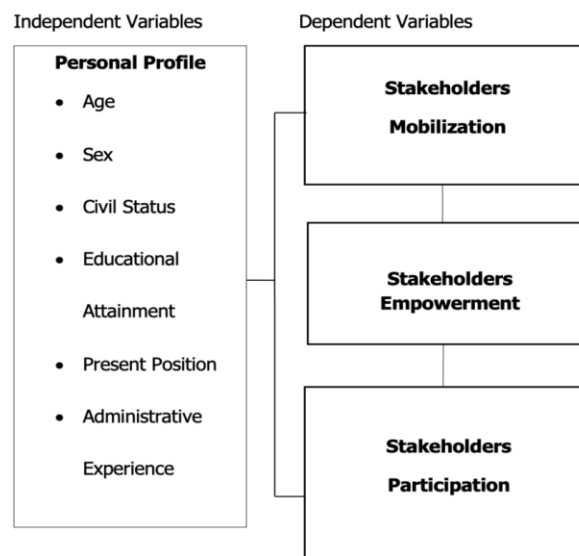 Independent Variables
Dependent Variables
Personal Profile
• Age
• Sex
• Civil Status
• Educational
Attainment
• Present Position
• Administrative
Experience
Stakeholders
Mobilization
Stakeholders
Empowerment
Stakeholders
Participation